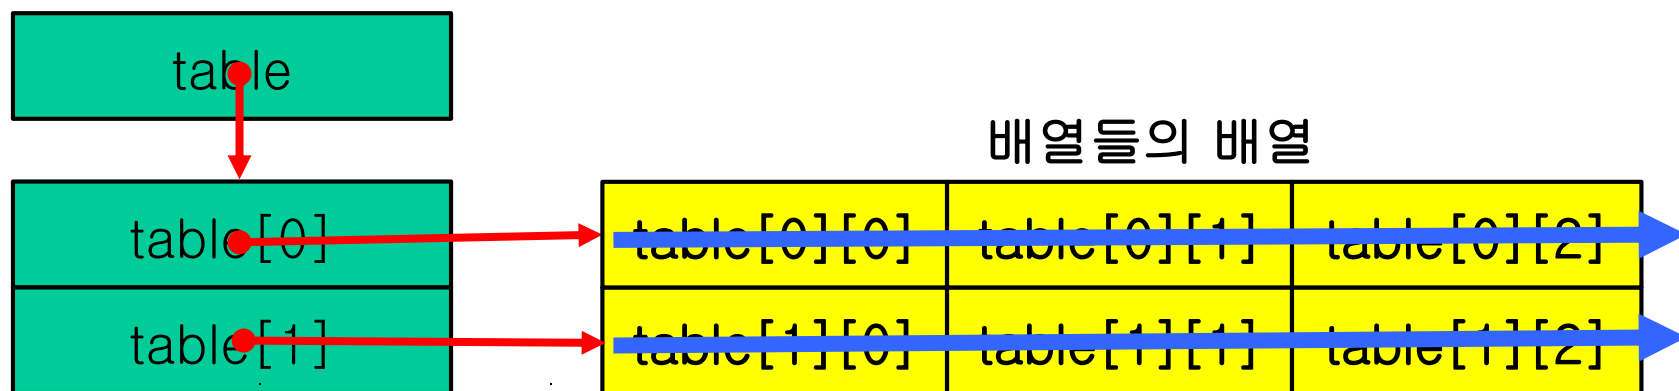 table
배열들의 배열
table[0] table[0][0] table[0][1] table[0][2]
table[1] table[1][0] table[1][1] table[1][2]